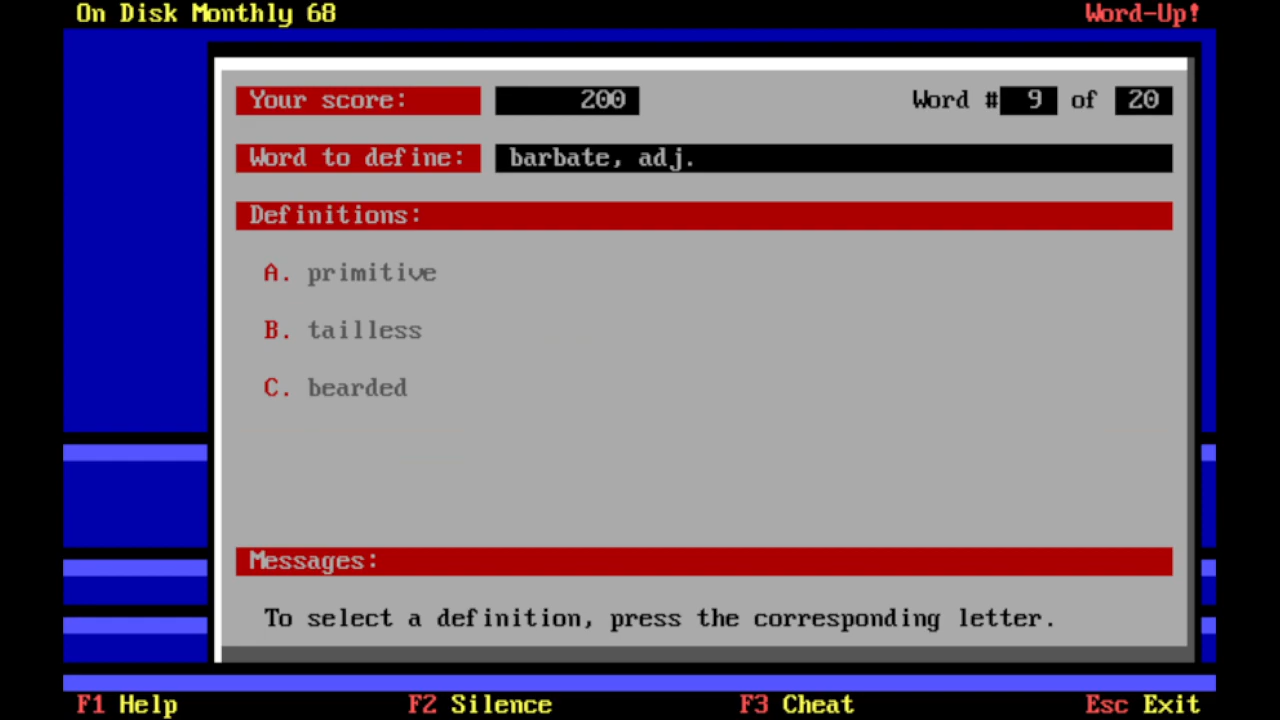 On Disk Monthly 68 Word-Up!
Your score: 200 Word # 9 of 20
Word to define: barbate, adj.
Definitions:
A. primitive
B. tailless
C. bearded
Messages:
To select a definition, press the corresponding letter.
F1 Help F2 Silence F3 Cheat Esc Exit